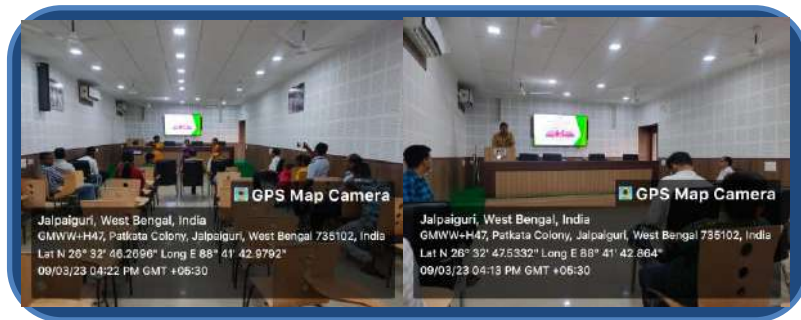 GPS Map Camera
Jalpaiguri, West Bengal, India
GMWW+H47, Patkata Colony, Jalpaiguri, West Bengal 735102, India
Lat N 26° 32' 46.2696" Long E 88° 41' 42.9792"
09/03/23 04:22 PM GMT +05:30
GPS Map Camera
Jalpaiguri, West Bengal, India
GMWW+H47, Patkata Colony, Jalpaiguri, West Bengal 735102, India
Lat N 26° 32' 47.5332" Long E 88° 41' 42.864"
09/03/23 04:13 PM GMT +05:30